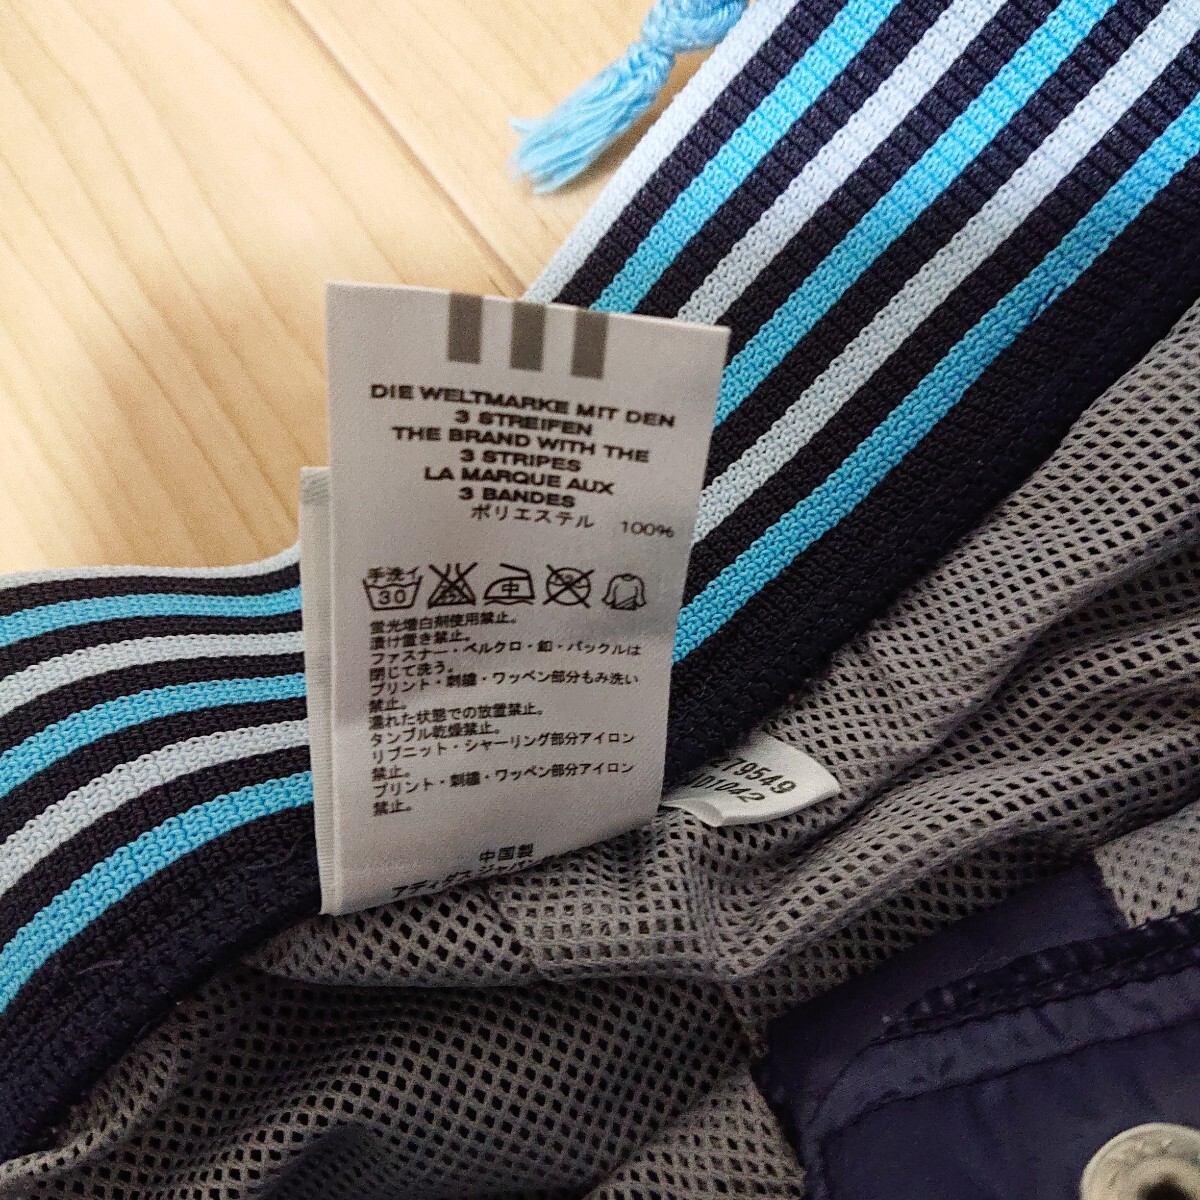 DIE WELTMARKE MIT DEN
3 STREIFEN
THE BRAND WITH THE
3 STRIPES
LA MARQUE AUX
3 BANDES
ポリエステル 100%
手洗イ
30
中
蛍光増白剤使用禁止。
漬け置き禁止。
ファスナー・ベルクロ・釦・バックルは
閉じて洗う。
プリント・刺繍・ワッペン部分もみ洗い
禁止。
濡れた状態での放置禁止。
タンブル乾燥禁止。
リブニット・シャーリング部分アイロン
禁止。
プリント・刺繍・ワッペン部分アイロン
禁止。
中国製
アディダス
279549
01042